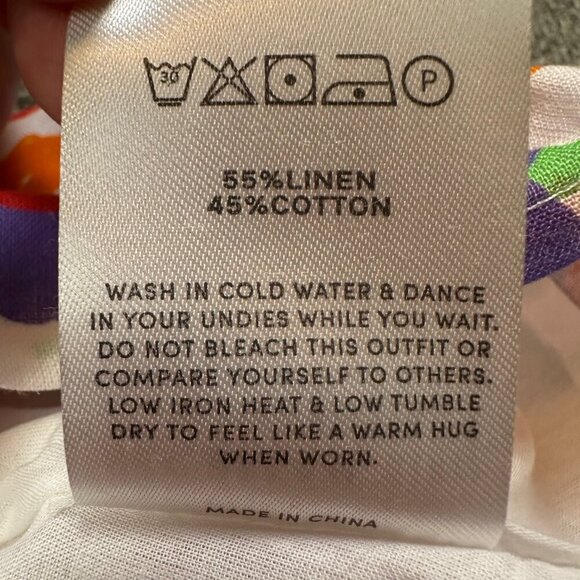 30 P
55%LINEN
45%COTTON
WASH IN COLD WATER & DANCE
IN YOUR UNDIES WHILE YOU WAIT.
DO NOT BLEACH THIS OUTFIT OR
COMPARE YOURSELF TO OTHERS.
LOW IRON HEAT & LOW TUMBLE
DRY TO FEEL LIKE A WARM HUG
WHEN WORN.
MADE IN CHINA